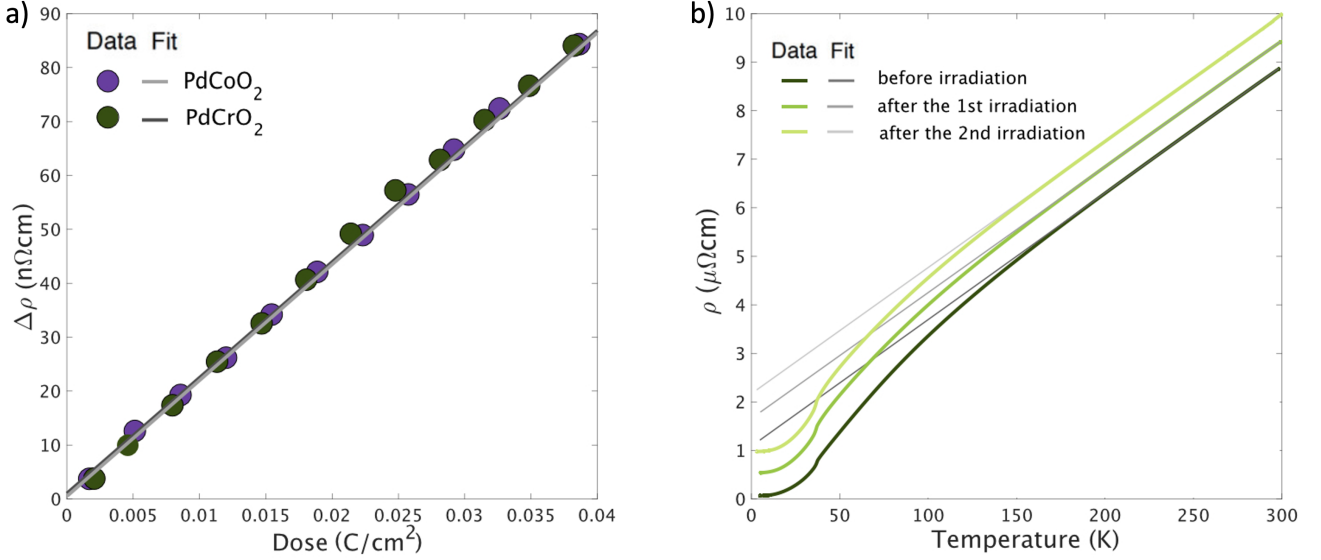 a)
90
80
70
60
50
40
30
20
10
0
Δρ (nΩcm)
Data Fit
PdCoO₂
PdCrO₂
0 0.005 0.01 0.015 0.02 0.025 0.03 0.035 0.04
Dose (C/cm²)
b)
10
9
8
7
6
5
4
3
2
1
0
ρ (μΩcm)
Data Fit
before irradiation
after the 1st irradiation
after the 2nd irradiation
0 50 100 150 200 250 300
Temperature (K)